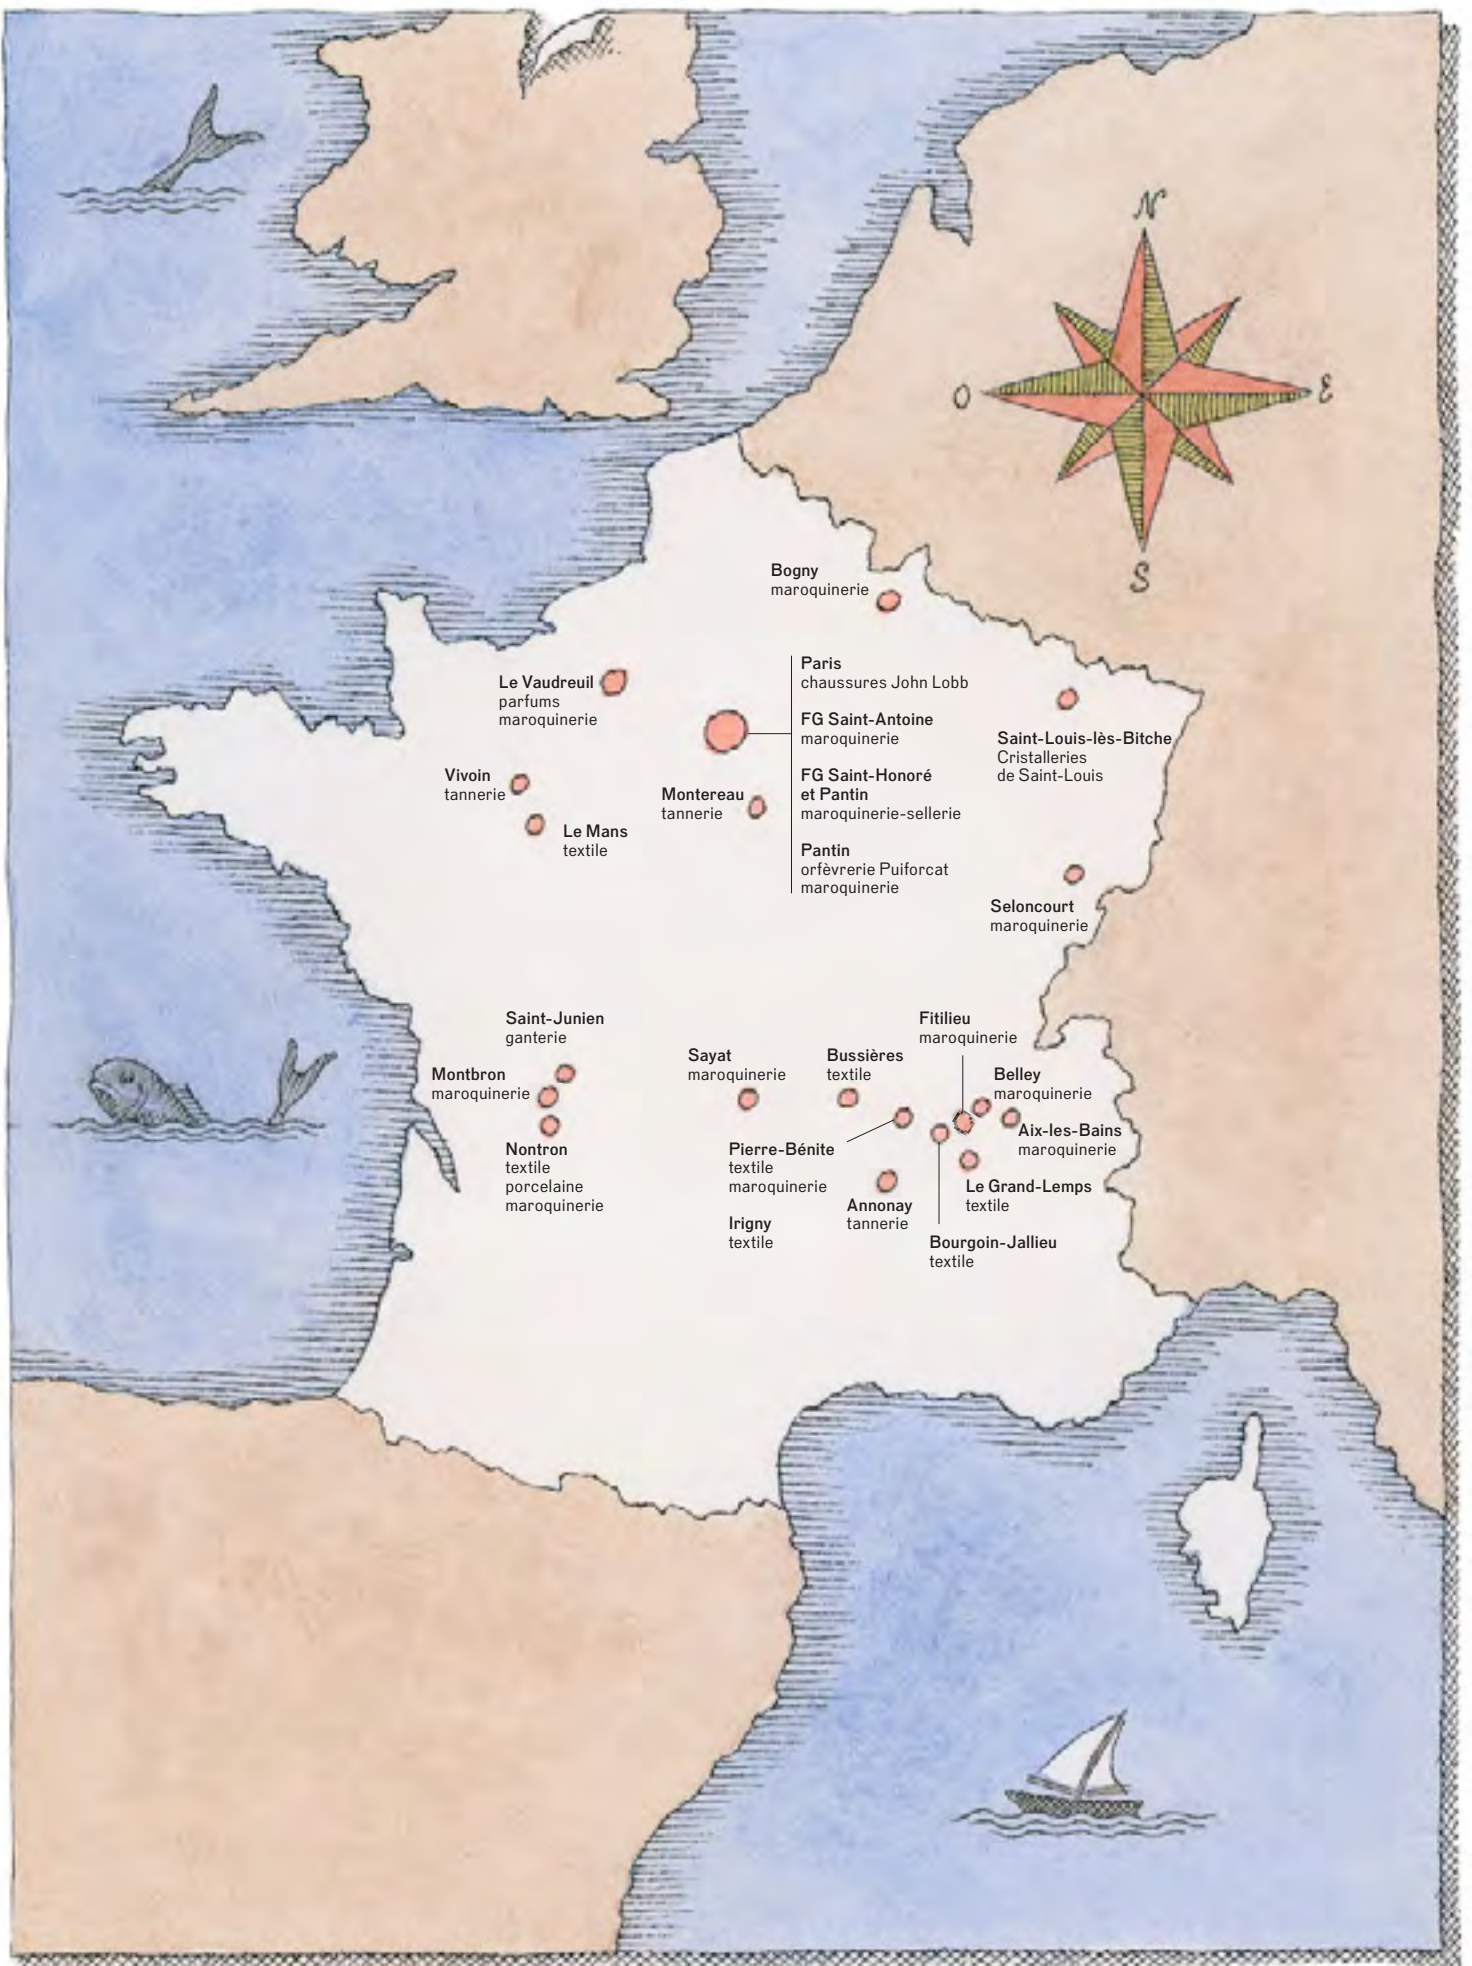 N
O
E
S
Bogny
maroquinerie
Paris
chaussures John Lobb
FG Saint-Antoine
maroquinerie
FG Saint-Honoré
et Pantin
maroquinerie-sellerie
Pantin
orfèvrerie Puiforcat
maroquinerie
Le Vaudreuil
parfums
maroquinerie
Saint-Louis-lès-Bitche
Cristalleries
de Saint-Louis
Vivoin
tannerie
Le Mans
textile
Montereau
tannerie
Seloncourt
maroquinerie
Saint-Junien
ganterie
Montbron
maroquinerie
Nontron
textile
porcelaine
maroquinerie
Sayat
maroquinerie
Bussières
textile
Fitilieu
maroquinerie
Belley
maroquinerie
Aix-les-Bains
maroquinerie
Pierre-Bénite
textile
maroquinerie
Irigny
textile
Annonay
tannerie
Le Grand-Lemps
textile
Bourgoin-Jallieu
textile